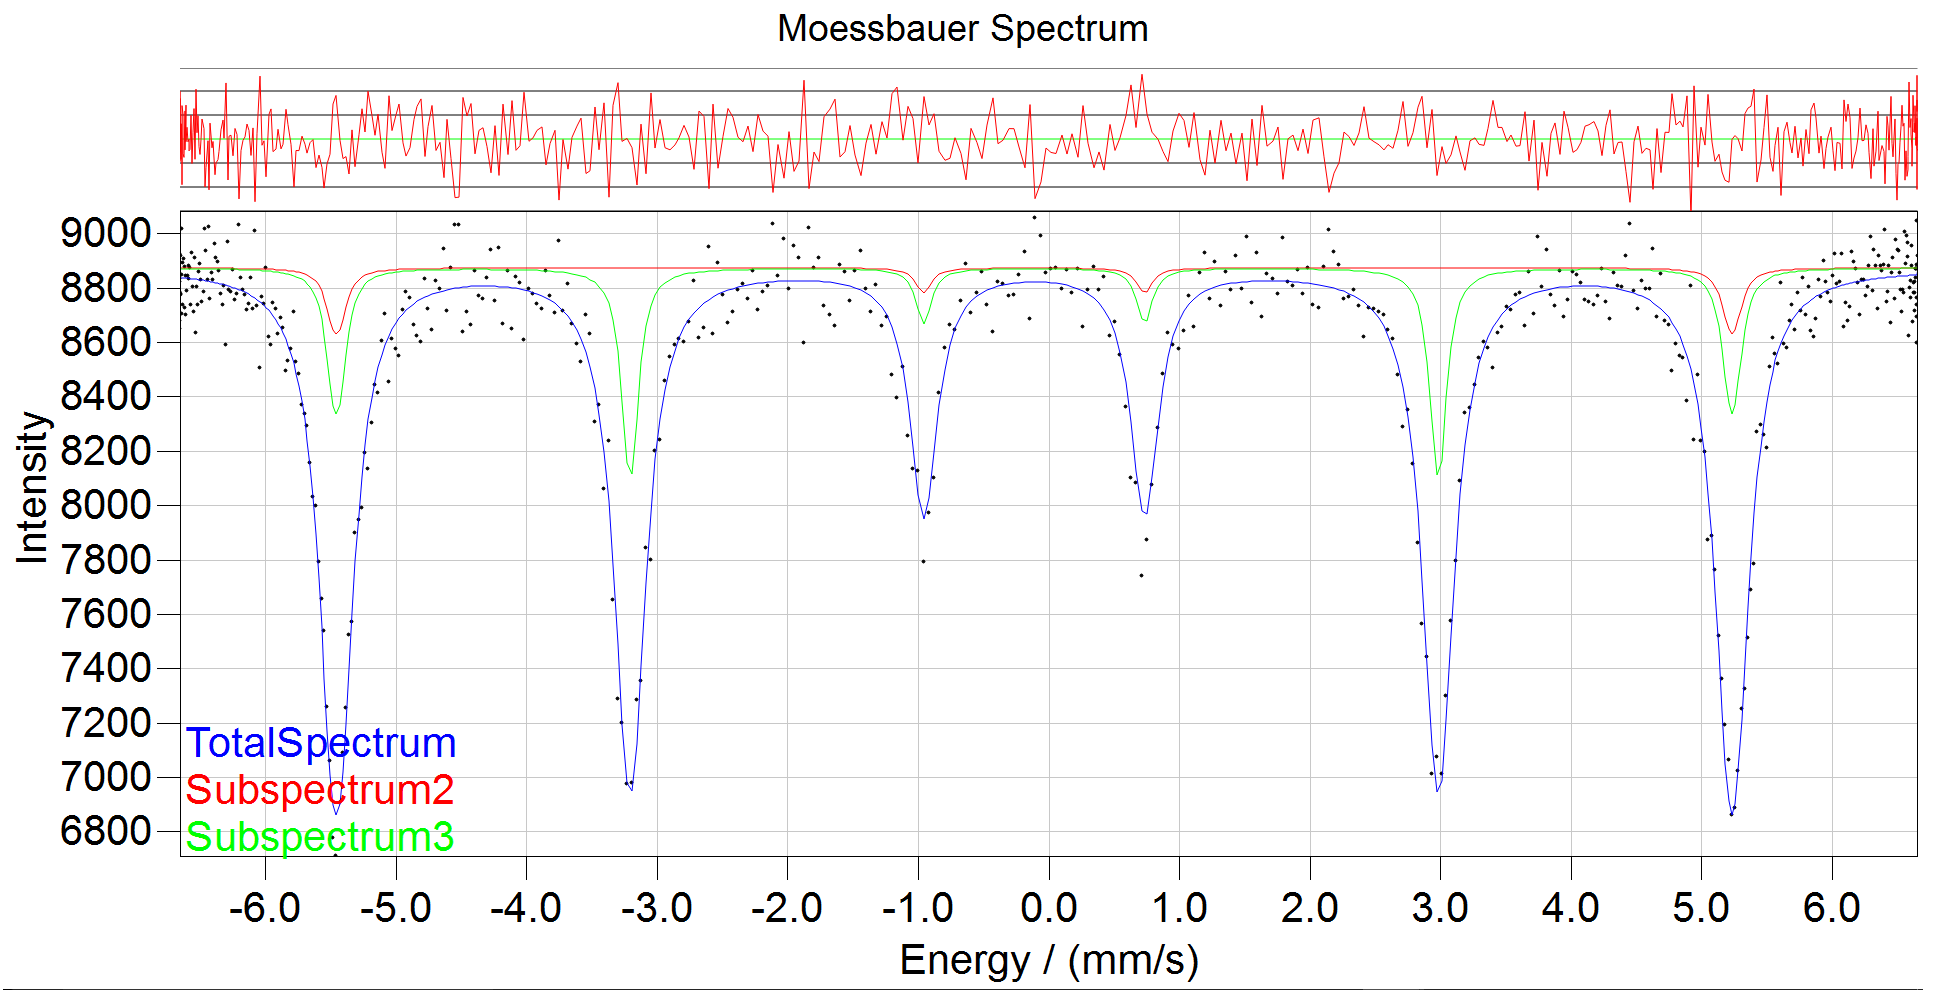 Moessbauer Spectrum
9000
8800
8600
8400
8200
8000
7800
7600
7400
7200
7000
6800
Intensity
TotalSpectrum
Subspectrum2
Subspectrum3
-6.0 -5.0 -4.0 -3.0 -2.0 -1.0 0.0 1.0 2.0 3.0 4.0 5.0 6.0
Energy / (mm/s)